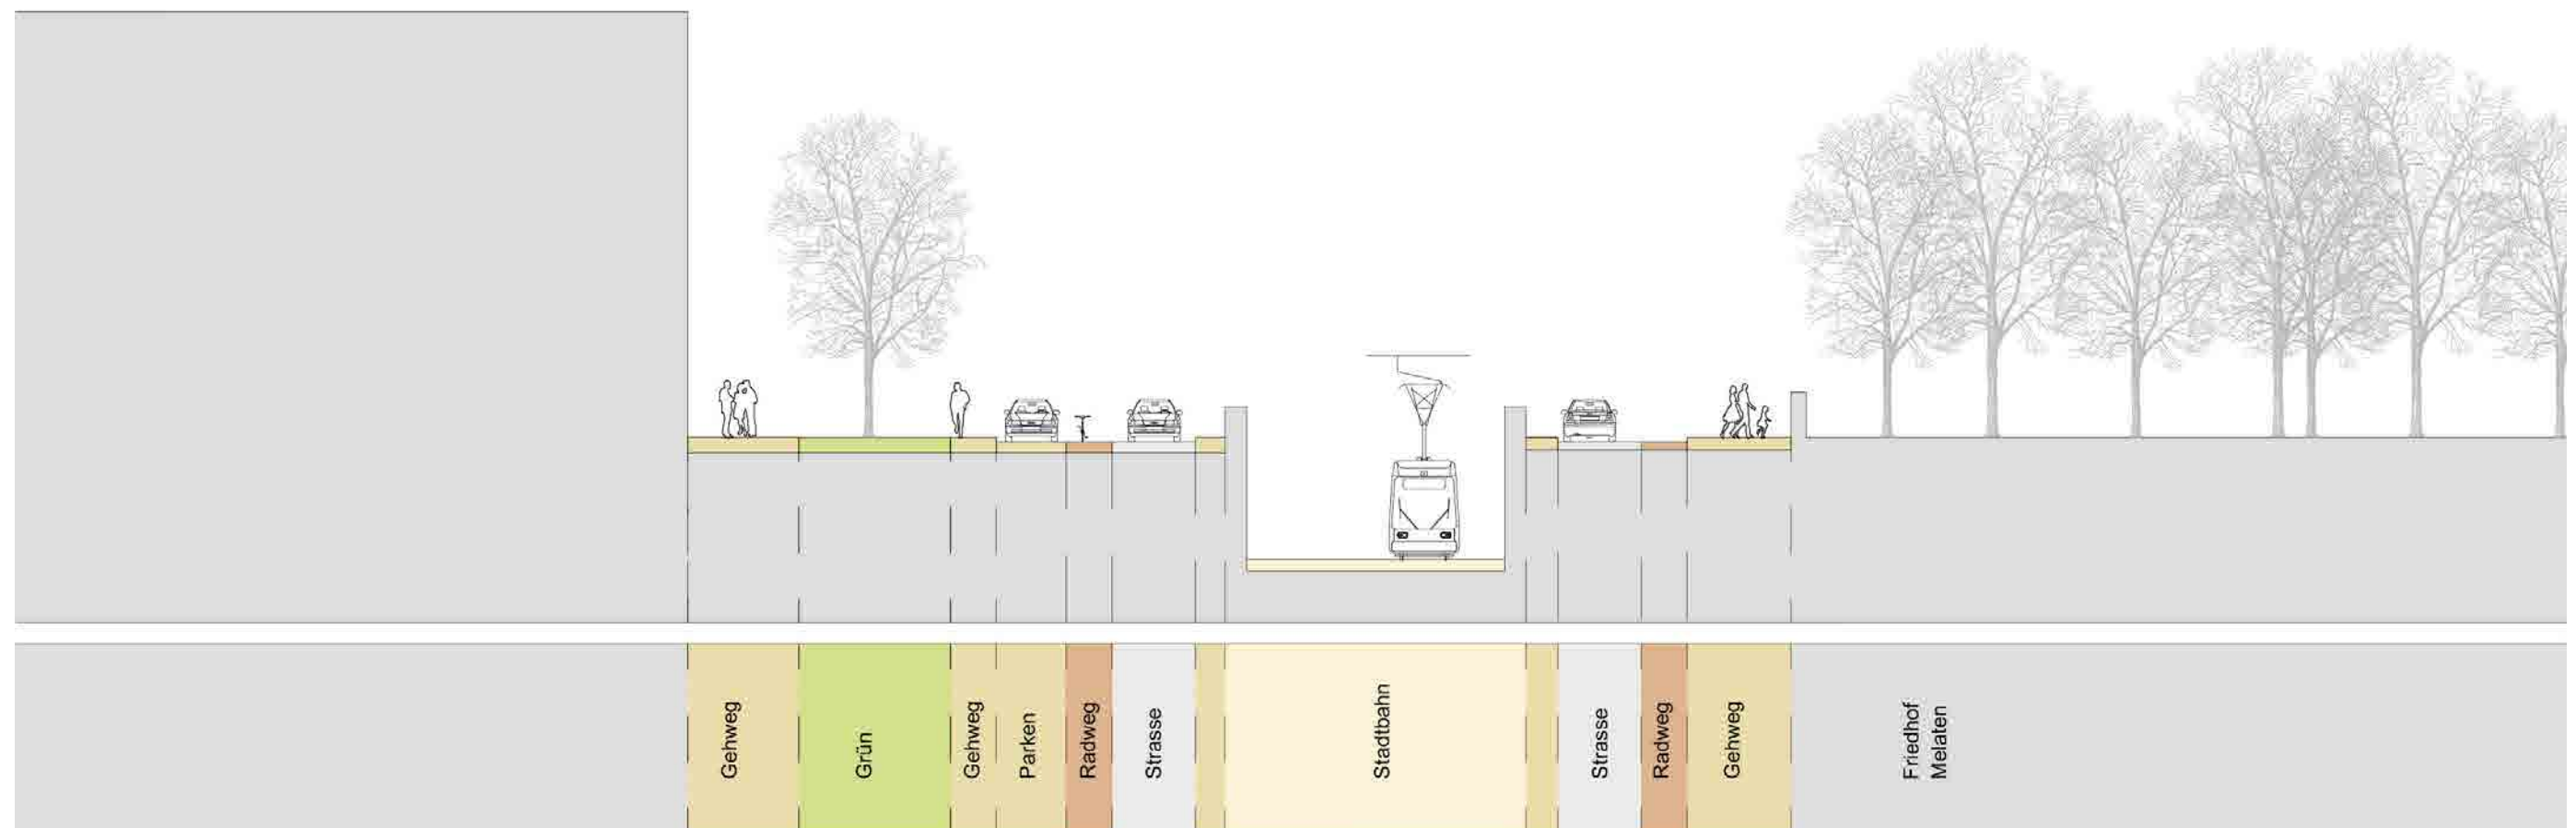 Gehweg
Grün
Gehweg
Parken
Radweg
Strasse
Stadtbahn
Strasse
Radweg
Gehweg
Friedhof
Melaten